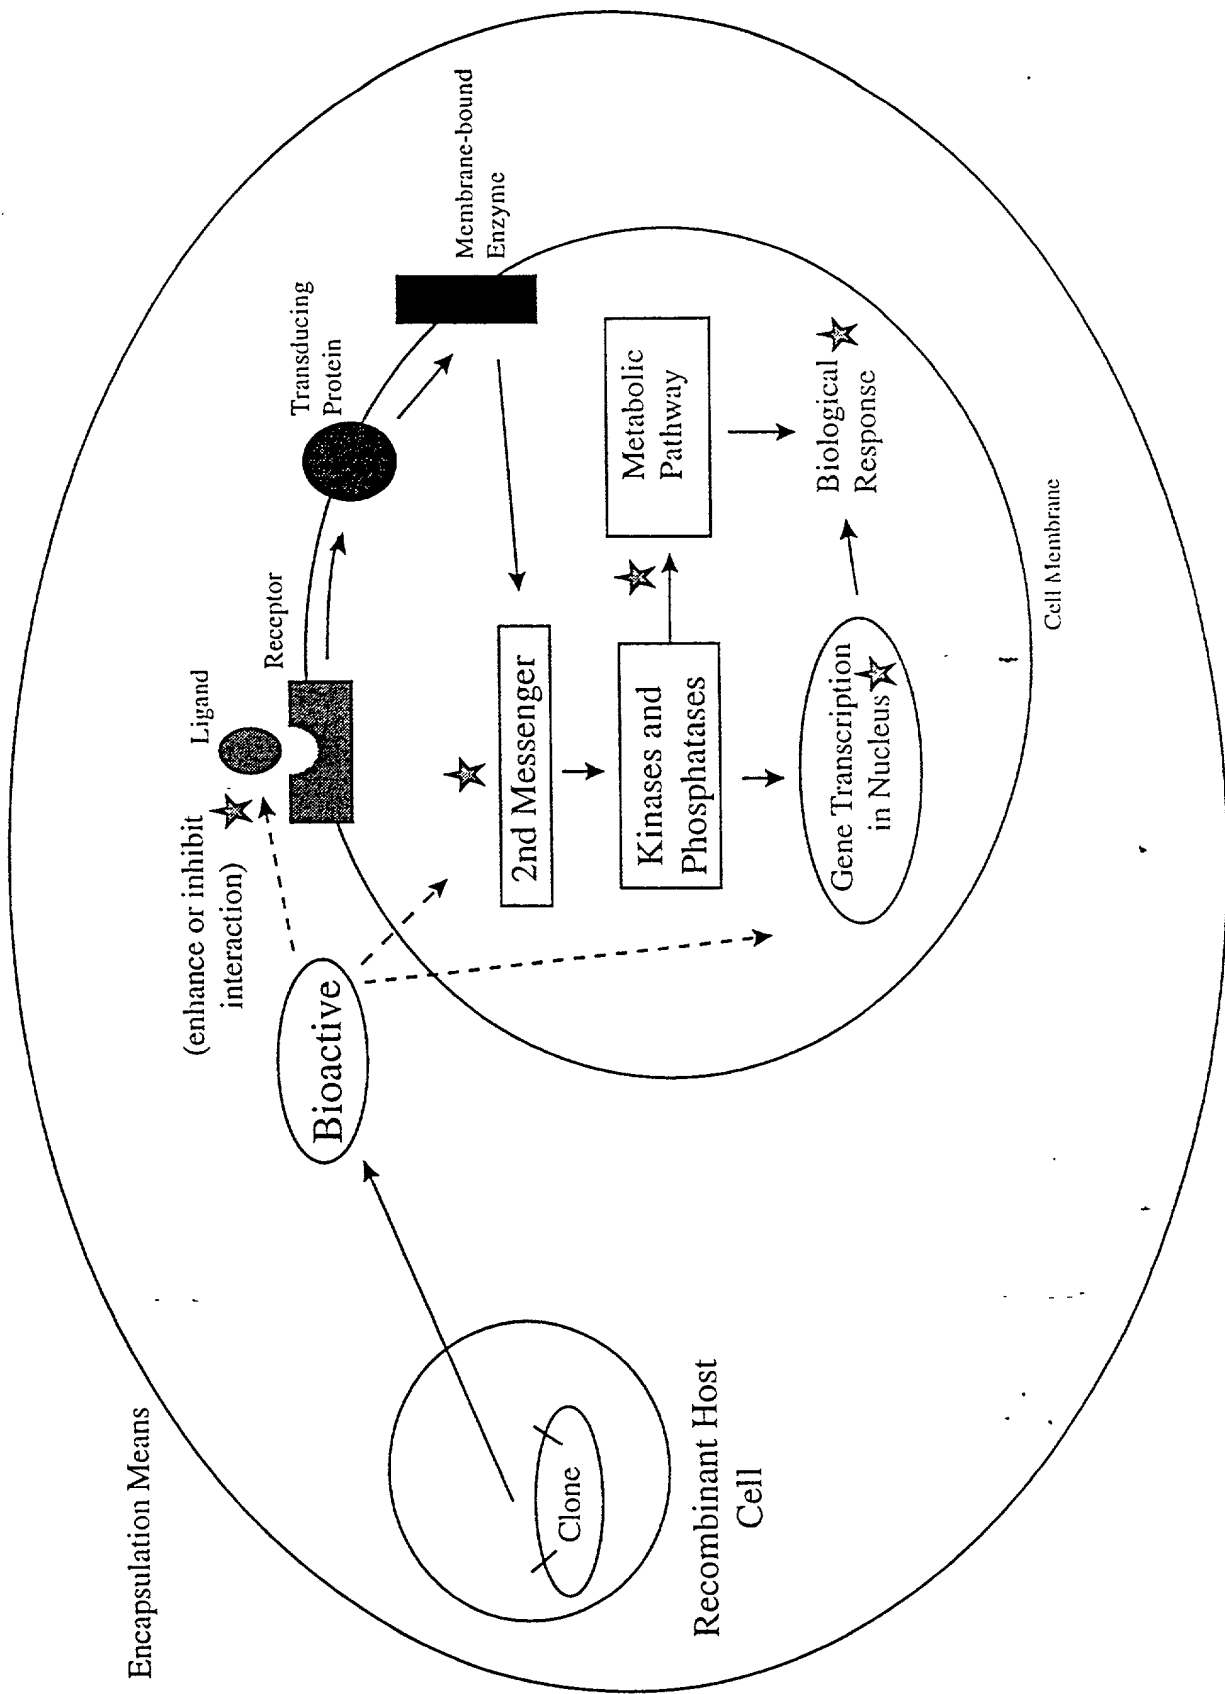 Encapsulation Means
(enhance or inhibit
interaction)
Ligand
Receptor
Transducing
Protein
Membrane-bound
Enzyme
Bioactive
2nd Messenger
Kinases and
Phosphatases
Metabolic
Pathway
Gene Transcription
in Nucleus
Biological
Response
Cell Membrane
Clone
Recombinant Host
Cell